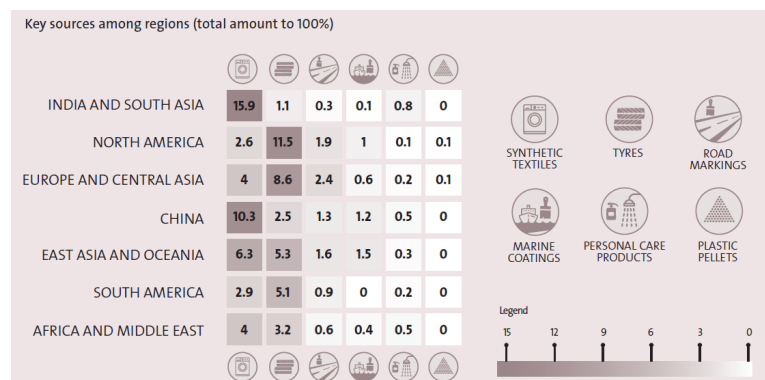 Key sources among regions (total amount to 100%)
INDIA AND SOUTH ASIA 15.9 1.1 0.3 0.1 0.8 0
NORTH AMERICA 2.6 11.5 1.9 1 0.1 0.1
EUROPE AND CENTRAL ASIA 4 8.6 2.4 0.6 0.2 0.1
CHINA 10.3 2.5 1.3 1.2 0.5 0
EAST ASIA AND OCEANIA 6.3 5.3 1.6 1.5 0.3 0
SOUTH AMERICA 2.9 5.1 0.9 0 0.2 0
AFRICA AND MIDDLE EAST 4 3.2 0.6 0.4 0.5 0
SYNTHETIC
TEXTILES
TYRES
ROAD
MARKINGS
MARINE
COATINGS
PERSONAL CARE
PRODUCTS
PLASTIC
PELLETS
Legend
15 12 9 6 3 0